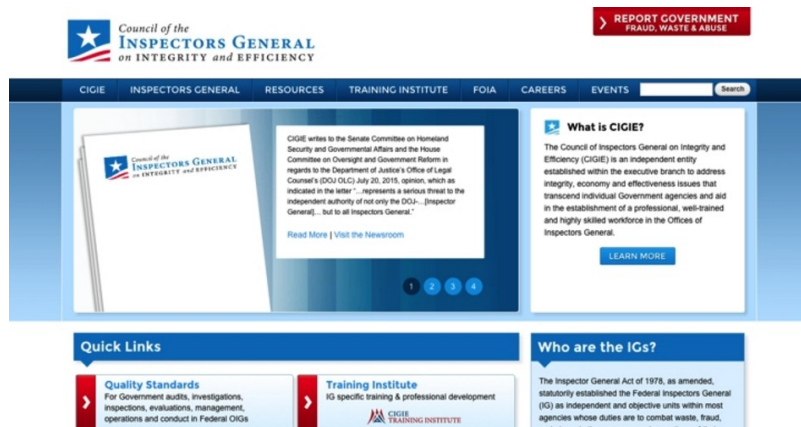 Council of the
INSPECTORS GENERAL
on INTEGRITY and EFFICIENCY
REPORT GOVERNMENT
FRAUD, WASTE & ABUSE
CIGIE INSPECTORS GENERAL RESOURCES TRAINING INSTITUTE FOIA CAREERS EVENTS Search
Council of the
INSPECTORS GENERAL
on INTEGRITY and EFFICIENCY
CIGIE writes to the Senate Committee on Homeland
Security and Governmental Affairs and the House
Committee on Oversight and Government Reform in
regards to the Department of Justice's Office of Legal
Counsel's (DOJ OLC) July 20, 2015, opinion, which as
indicated in the letter "...represents a serious threat to the
independent authority of not only the DOJ-...[Inspector
General]... but to all Inspectors General."
Read More | Visit the Newsroom
1 2 3 4
What is CIGIE?
The Council of Inspectors General on Integrity and
Efficiency (CIGIE) is an independent entity
established within the executive branch to address
integrity, economy and effectiveness issues that
transcend individual Government agencies and aid
in the establishment of a professional, well-trained
and highly skilled workforce in the Offices of
Inspectors General.
LEARN MORE
Quick Links
Quality Standards
For Government audits, investigations,
inspections, evaluations, management,
operations and conduct in Federal OIGs
Training Institute
IG specific training & professional development
CIGIE
TRAINING INSTITUTE
Who are the IGs?
The Inspector General Act of 1978, as amended,
statutorily established the Federal Inspectors General
(IG) as independent and objective units within most
agencies whose duties are to combat waste, fraud,